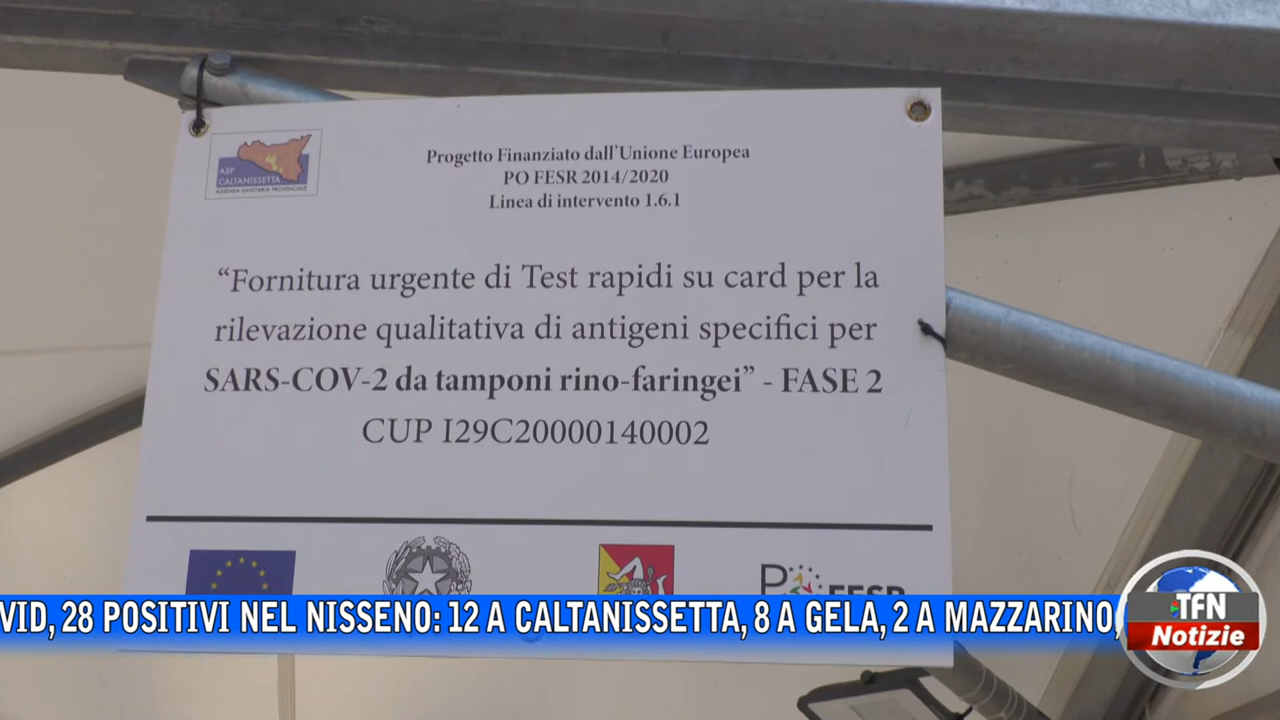 ASP
CALTANISSETTA
AZIENDA SANITARIA PROVINCIALE
Progetto Finanziato dall'Unione Europea
PO FESR 2014/2020
Linea di intervento 1.6.1
“Fornitura urgente di Test rapidi su card per la
rilevazione qualitativa di antigeni specifici per
SARS-COV-2 da tamponi rino-faringei” - FASE 2
CUP I29C20000140002
FESR
VID, 28 POSITIVI NEL NISSENO: 12 A CALTANISSETTA, 8 A GELA, 2 A MAZZARINO,
TFN
Notizie